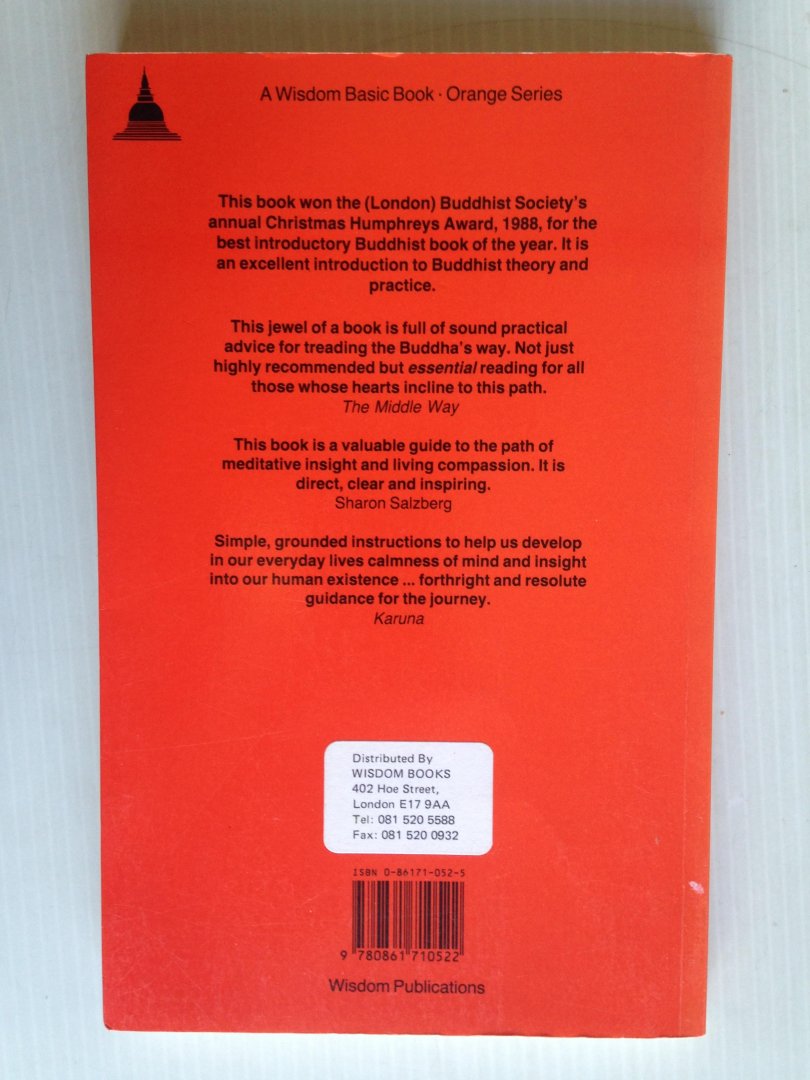 A Wisdom Basic Book · Orange Series
This book won the (London) Buddhist Society's
annual Christmas Humphreys Award, 1988, for the
best introductory Buddhist book of the year. It is
an excellent introduction to Buddhist theory and
practice.
This jewel of a book is full of sound practical
advice for treading the Buddha's way. Not just
highly recommended but essential reading for all
those whose hearts incline to this path.
The Middle Way
This book is a valuable guide to the path of
meditative insight and living compassion. It is
direct, clear and inspiring.
Sharon Salzberg
Simple, grounded instructions to help us develop
in our everyday lives calmness of mind and insight
into our human existence ... forthright and resolute
guidance for the journey.
Karuna
Distributed By
WISDOM BOOKS
402 Hoe Street,
London E17 9AA
Tel: 081 520 5588
Fax: 081 520 0932
ISBN 0-86171-052-5
9 780861 710522
Wisdom Publications